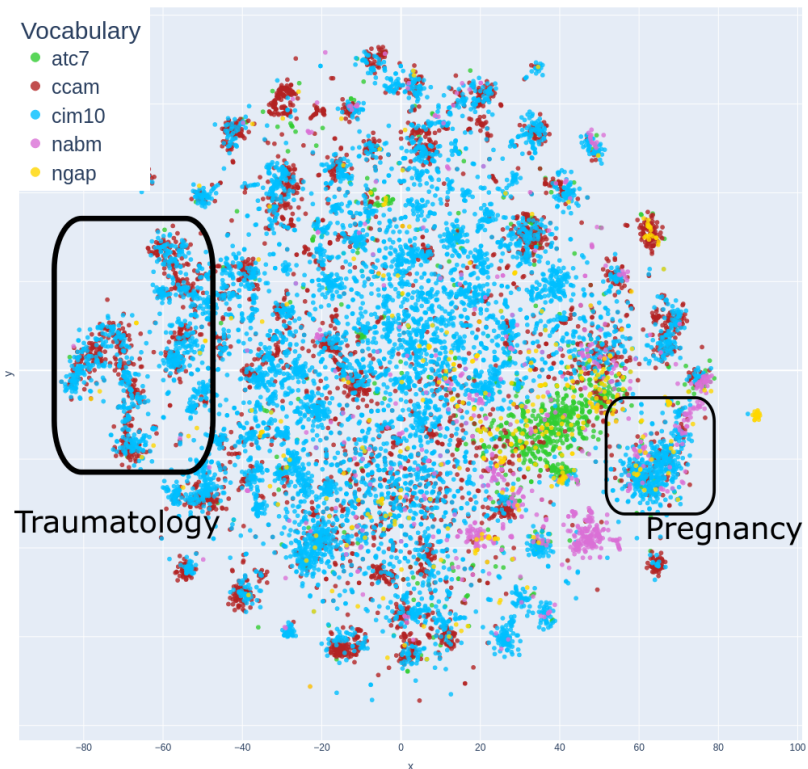 Vocabulary
atc7
ccam
cim10
nabm
ngap
Traumatology
Pregnancy
y
−80
−60
−40
−20
0
20
40
60
80
100
x